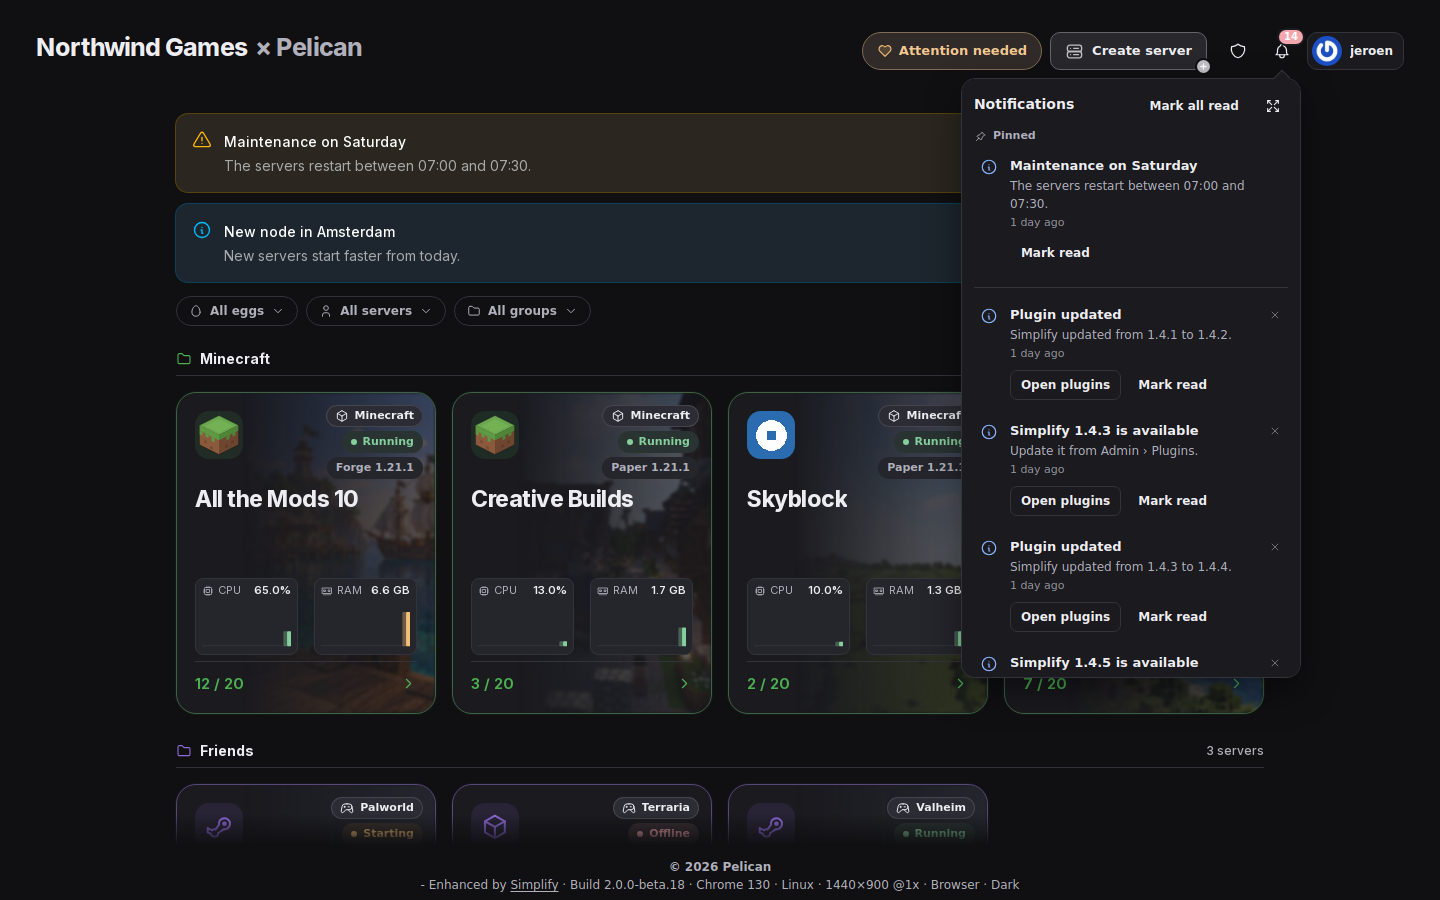 Northwind Games × Pelican
Attention needed
Create server
14
jeroen
Maintenance on Saturday
The servers restart between 07:00 and 07:30.
New node in Amsterdam
New servers start faster from today.
All eggs
All servers
All groups
Notifications
Mark all read
Pinned
Maintenance on Saturday
The servers restart between 07:00 and
07:30.
1 day ago
Mark read
Plugin updated
Simplify updated from 1.4.1 to 1.4.2.
1 day ago
Open plugins
Mark read
Simplify 1.4.3 is available
Update it from Admin › Plugins.
1 day ago
Open plugins
Mark read
Plugin updated
Simplify updated from 1.4.3 to 1.4.4.
1 day ago
Open plugins
Mark read
Simplify 1.4.5 is available
Minecraft
Minecraft
Running
Forge 1.21.1
All the Mods 10
CPU 65.0%
RAM 6.6 GB
12 / 20
Minecraft
Running
Paper 1.21.1
Creative Builds
CPU 13.0%
RAM 1.7 GB
3 / 20
Minecraft
Running
Paper 1.21.1
Skyblock
CPU 10.0%
RAM 1.3 GB
2 / 20
7 / 20
Friends
3 servers
Palworld
Starting
Terraria
Offline
Valheim
Running
© 2026 Pelican
- Enhanced by Simplify · Build 2.0.0-beta.18 · Chrome 130 · Linux · 1440×900 @1x · Browser · Dark